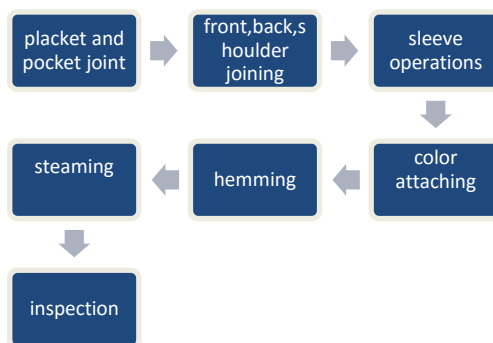 placket and
pocket joint
front,back,s
houlder
joining
sleeve
operations
color
attaching
hemming
steaming
inspection